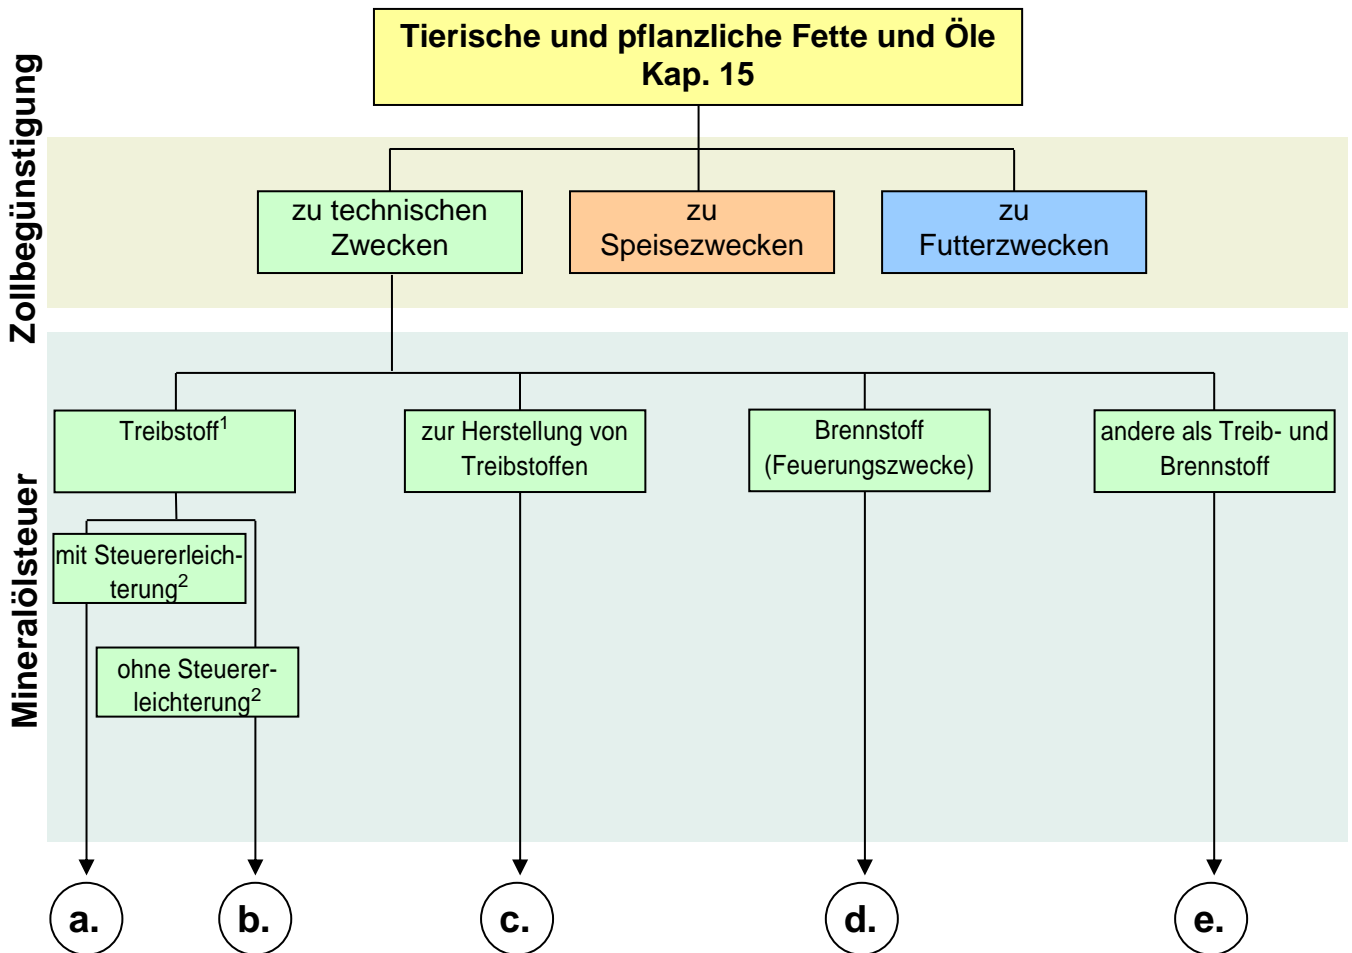 Tierische und pflanzliche Fette und Öle
Kap. 15
Zollbegünstigung
zu technischen
Zwecken
zu
Speisezwecken
zu
Futterzwecken
Mineralölsteuer
Treibstoff¹
zur Herstellung von
Treibstoffen
Brennstoff
(Feuerungszwecke)
andere als Treib- und
Brennstoff
mit Steuererleich-
terung²
ohne Steuerer-
leichterung²
a.
b.
c.
d.
e.